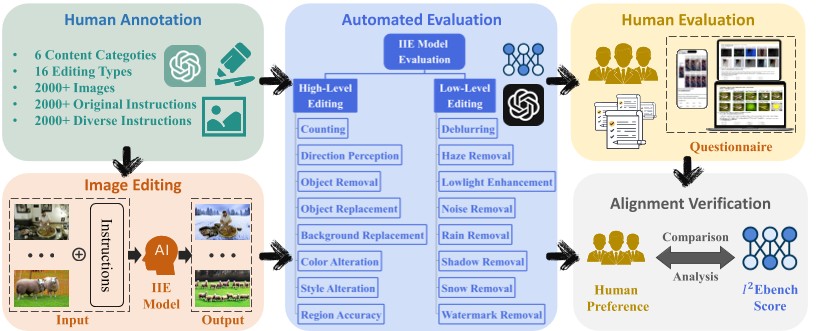 Human Annotation
• 6 Content Categoties
• 16 Editing Types
• 2000+ Images
• 2000+ Original Instructions
• 2000+ Diverse Instructions
Image Editing
Instructions
AI
IIE
Model
Input
Output
Automated Evaluation
IIE Model
Evaluation
High-Level
Editing
Counting
Direction Perception
Object Removal
Object Replacement
Background Replacement
Color Alteration
Style Alteration
Region Accuracy
Low-Level
Editing
Deblurring
Haze Removal
Lowlight Enhancement
Noise Removal
Rain Removal
Shadow Removal
Snow Removal
Watermark Removal
Human Evaluation
Questionnaire
Alignment Verification
Human
Preference
Comparison
Analysis
I²Ebench
Score